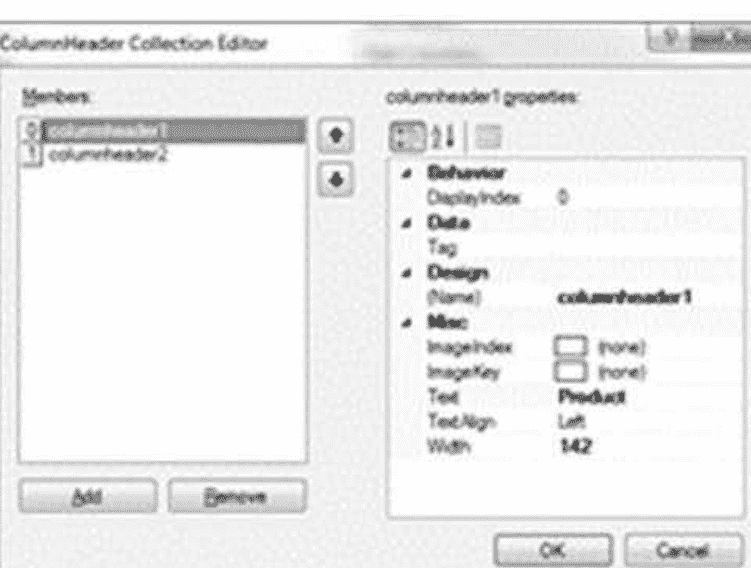 ColumnHeader Collection Editor
Members:
columnheader1 properties:
0 columnheader1
1 columnheader2
Behavior
DisplayIndex 0
Data
Tag
Design
(Name) columnheader1
Misc
ImageIndex (none)
ImageKey (none)
Text Product
TextAlign Left
Width 142
Add Remove
OK Cancel